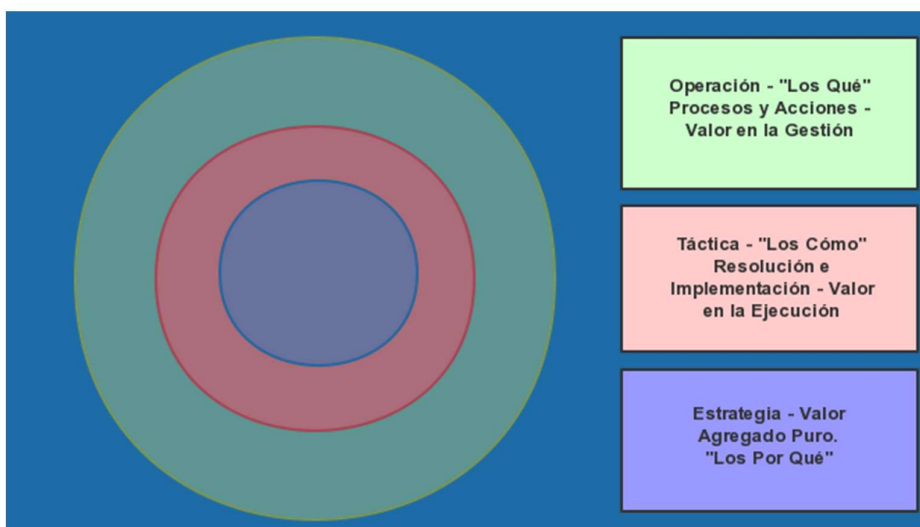 Operación - "Los Qué"
Procesos y Acciones -
Valor en la Gestión
Táctica - "Los Cómo"
Resolución e
Implementación - Valor
en la Ejecución
Estrategia - Valor
Agregado Puro.
"Los Por Qué"